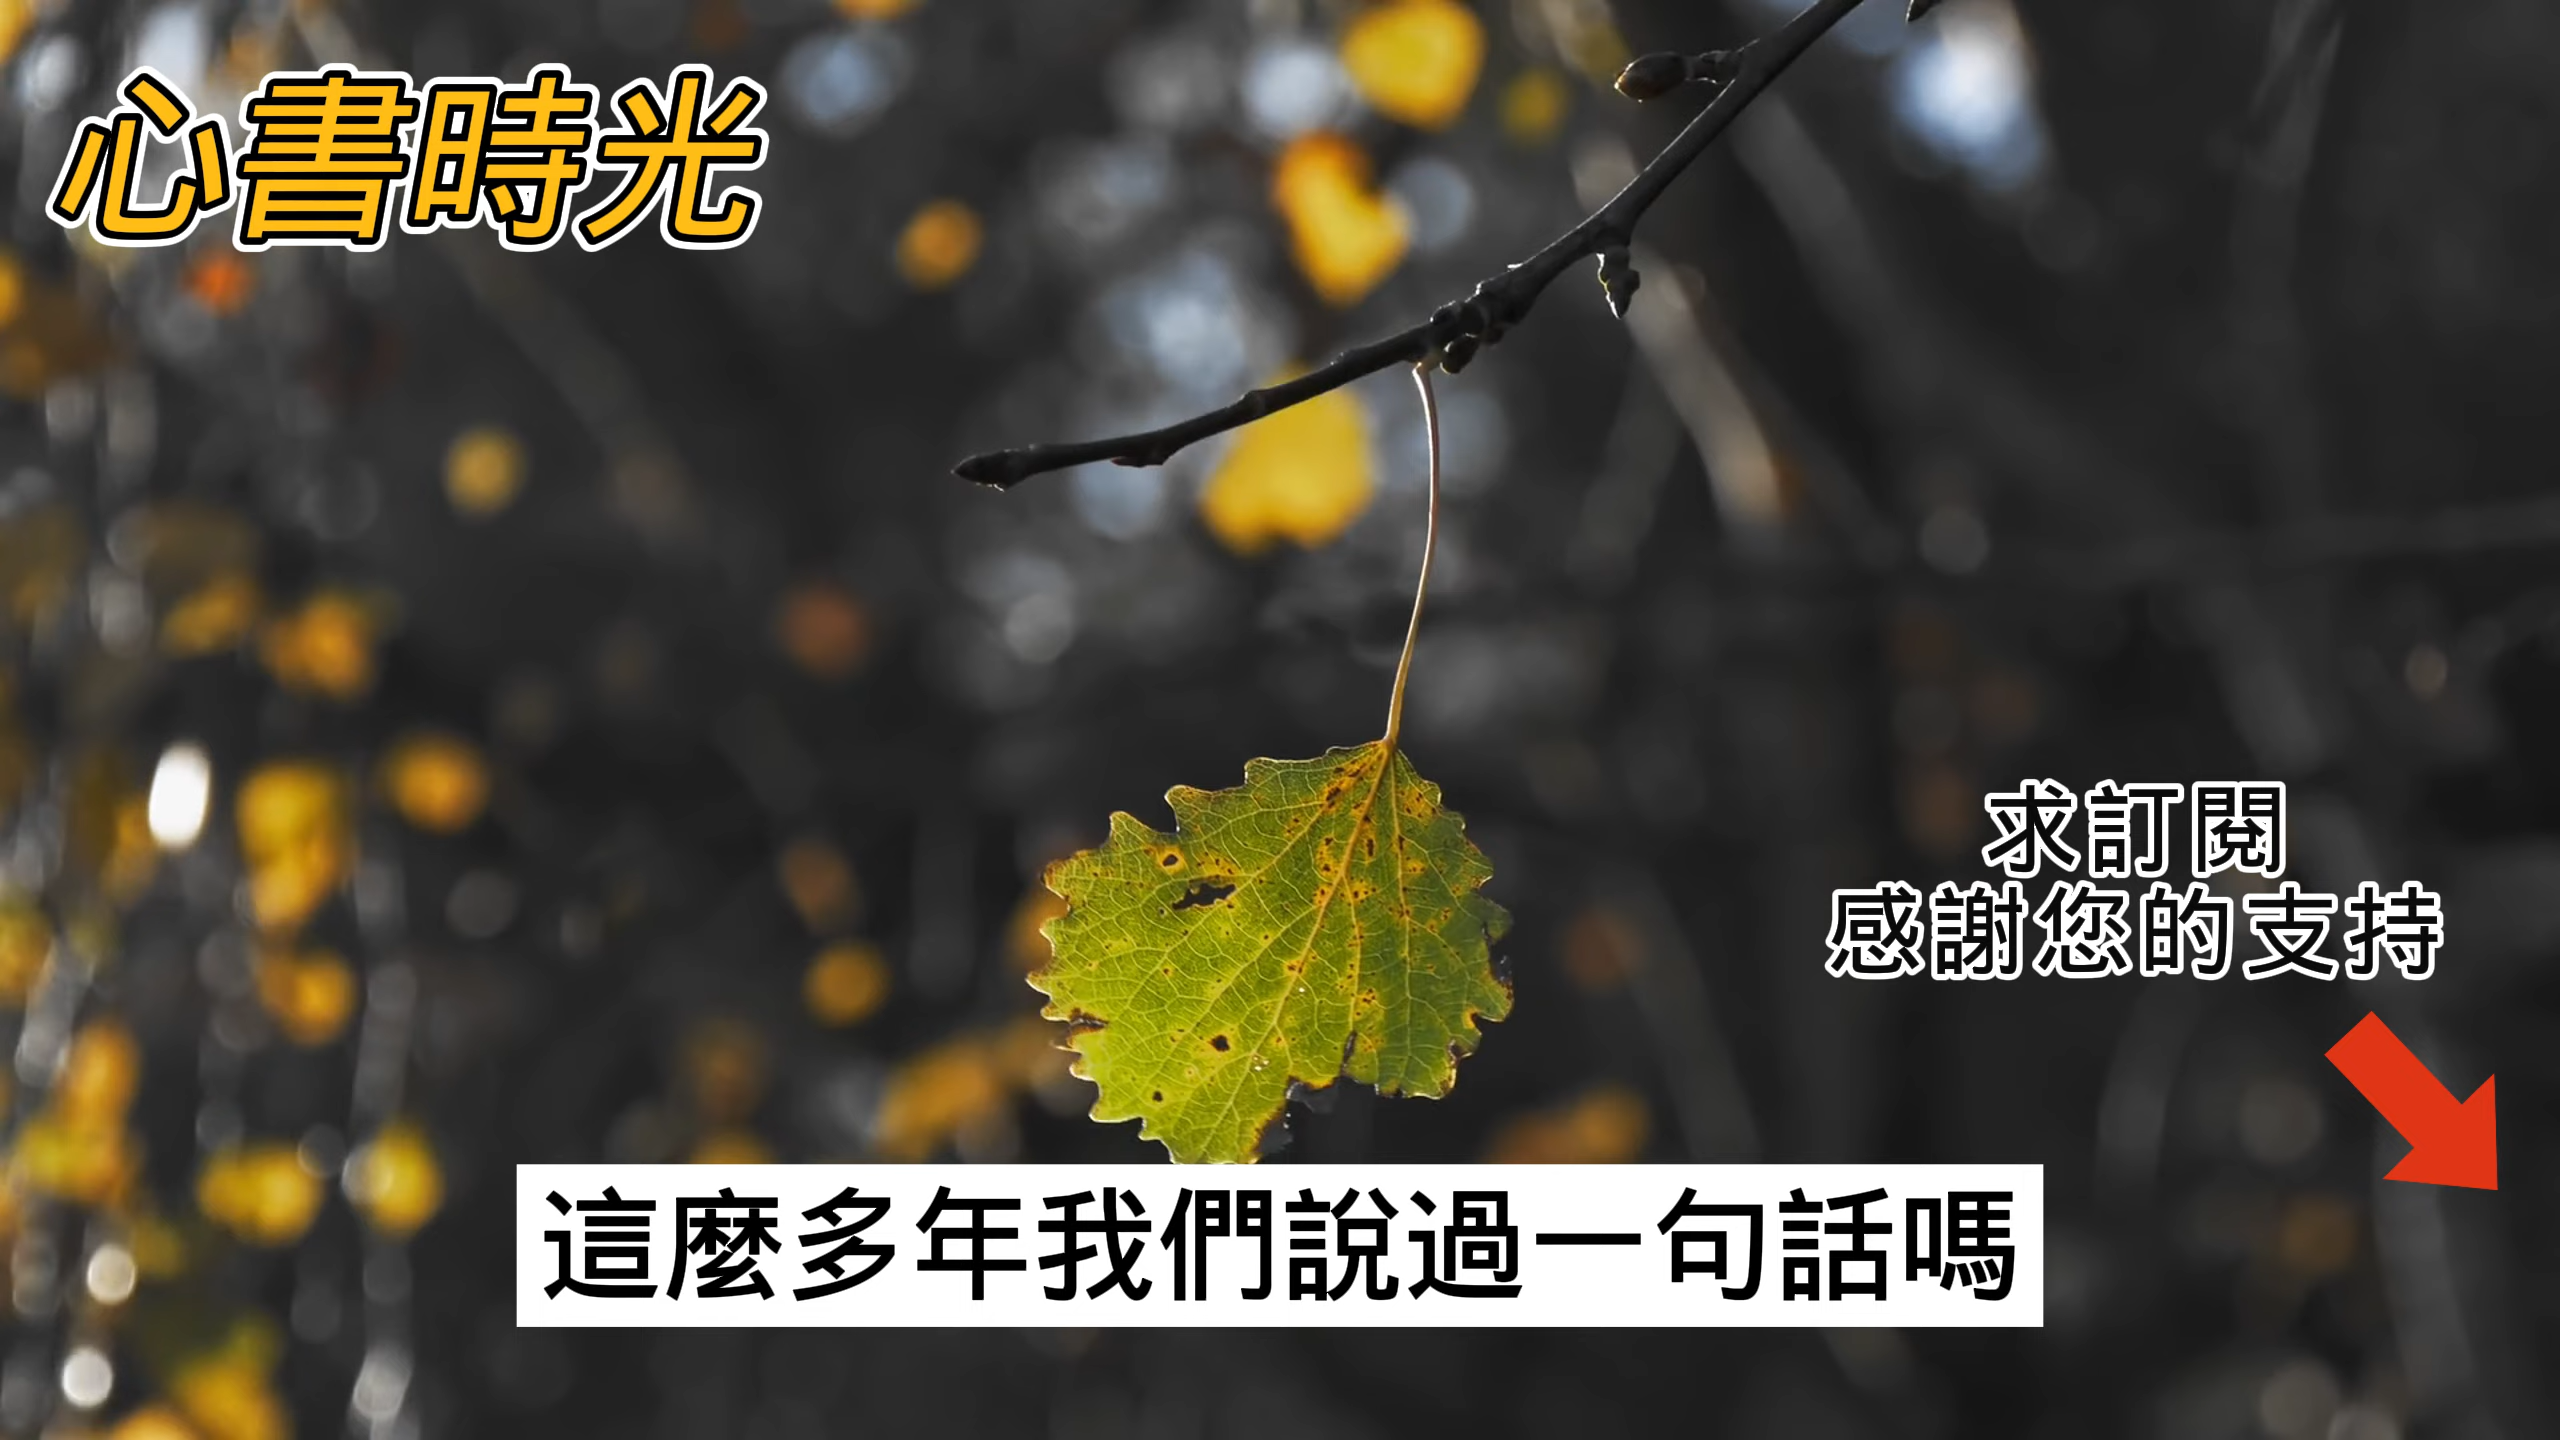 心書時光
求訂閱
感謝您的支持
這麼多年我們說過一句話嗎